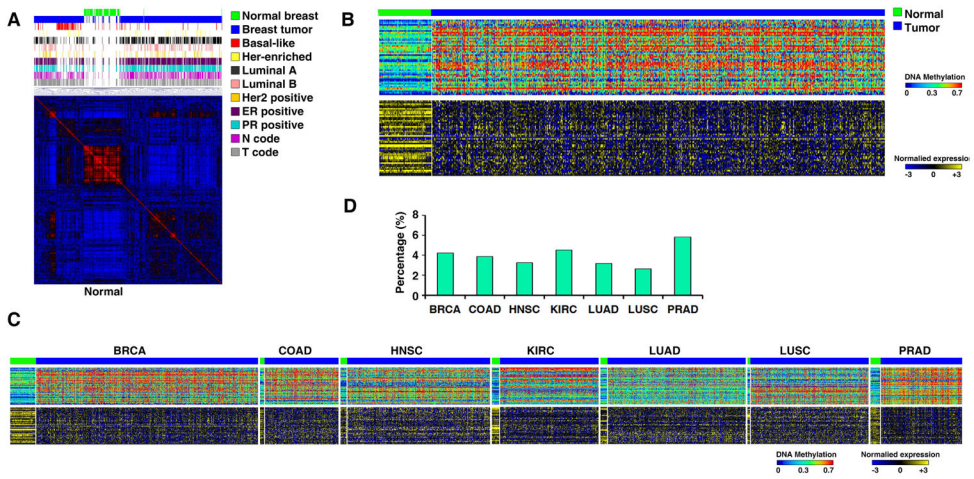 A
Normal breast
Breast tumor
Basal-like
Her-enriched
Luminal A
Luminal B
Her2 positive
ER positive
PR positive
N code
T code
Normal
B
Normal
Tumor
DNA Methylation
0 0.3 0.7
Normalied expression
-3 0 +3
D
Percentage (%)
8
6
4
2
0
BRCA COAD HNSC KIRC LUAD LUSC PRAD
C
BRCA COAD HNSC KIRC LUAD LUSC PRAD
DNA Methylation Normalied expression
0 0.3 0.7 -3 0 +3